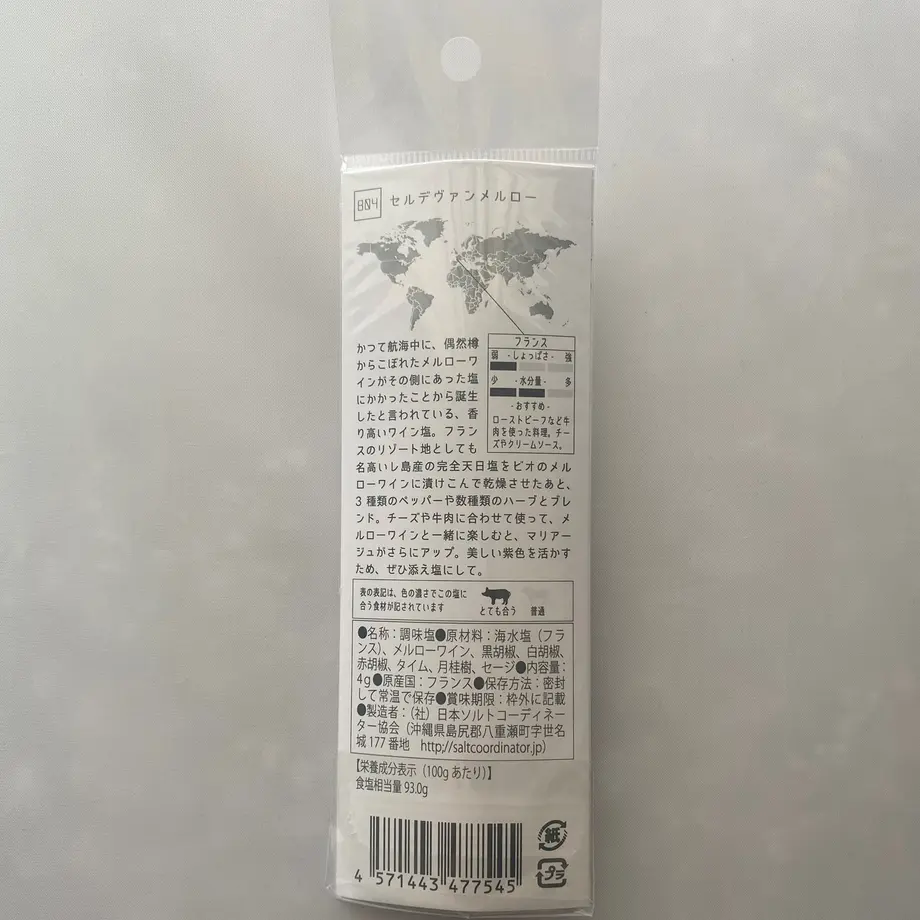 804 セルデヴァンメルロー
フランス
弱 -しょっぱさ- 強
少 -水分量- 多
-おすすめ-
ローストビーフなど牛
肉を使った料理。チー
ズやクリームソース。
かつて航海中に、偶然樽
からこぼれたメルローワ
インがその側にあった塩
にかかったことから誕生
したと言われている、香
り高いワイン塩。フラン
スのリゾート地としても
名高いレ島産の完全天日塩をビオのメル
ローワインに漬けこんで乾燥させたあと、
3種類のペッパーや数種類のハーブとブレ
ンド。チーズや牛肉に合わせて使って、メ
ルローワインと一緒に楽しむと、マリアー
ジュがさらにアップ。美しい紫色を活かす
ため、ぜひ添え塩にして。
表の表記は、色の濃さでこの塩に
合う食材が記されています
とても合う 普通
●名称：調味塩●原材料：海水塩（フラ
ンス）、メルローワイン、黒胡椒、白胡椒、
赤胡椒、タイム、月桂樹、セージ●内容量：
4g●原産国：フランス●保存方法：密封
して常温で保存●賞味期限：枠外に記載
●製造者：（社）日本ソルトコーディネー
ター協会（沖縄県島尻郡八重瀬町字世名
城177番地 http://saltcoordinator.jp）
【栄養成分表示（100gあたり）】
食塩相当量 93.0g
紙
プラ
4 571443 477545